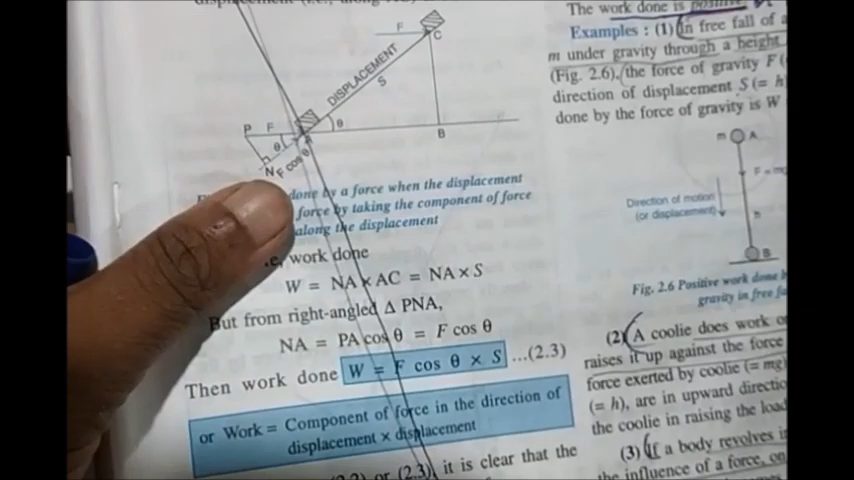 displacement (i.e., along
F
C
DISPLACEMENT
S
P
F
θ
θ
A
B
N
F cos θ
done by a force when the displacement
force by taking the component of force
along the displacement
work done
W = NA × AC = NA × S
But from right-angled Δ PNA,
NA = PA cos θ = F cos θ
Then work done W = F cos θ × S ...(2.3)
or Work = Component of force in the direction of
displacement × displacement
or (2.3), it is clear that the
The work done is positive
Examples : (1) In free fall of a
m under gravity through a height
(Fig. 2.6), the force of gravity F
direction of displacement S (= h
done by the force of gravity is W
m
A
F = mg
Direction of motion
(or displacement)
h
B
Fig. 2.6 Positive work done
gravity in free
(2) A coolie does work
raises it up against the force
force exerted by coolie (= mg)
(= h), are in upward
the coolie in raising the load
(3) If a body revolves
the influence of a force, on